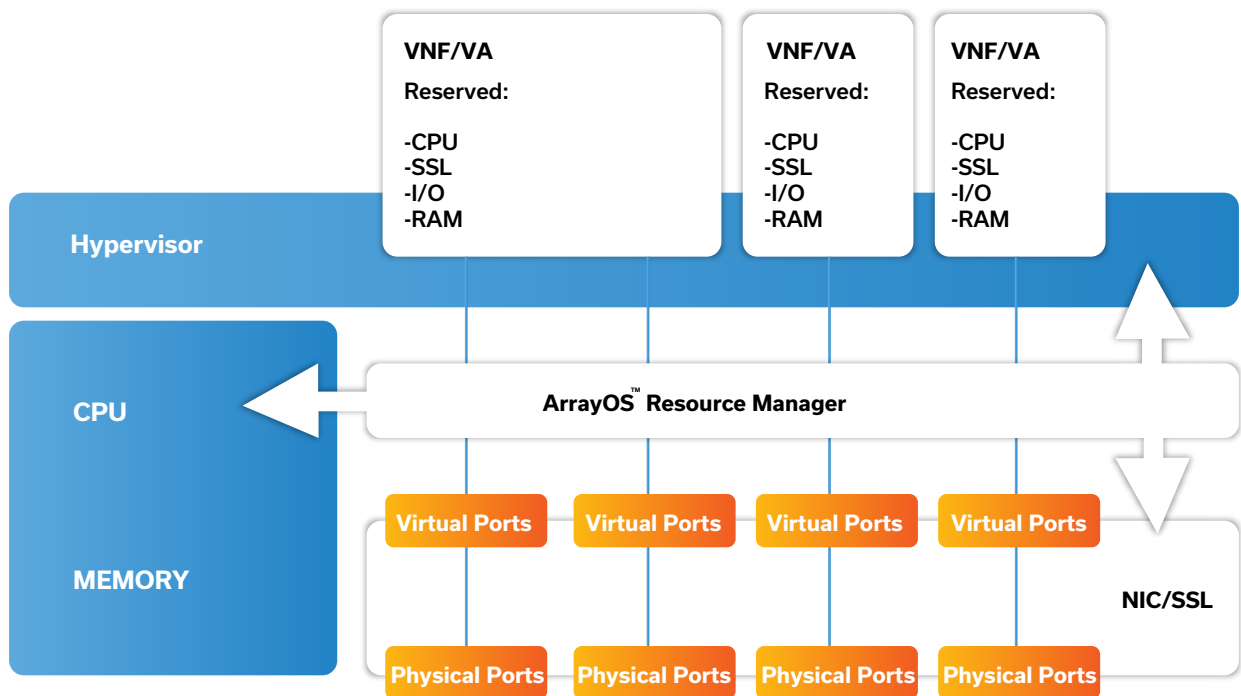 VNF/VA
Reserved:
-CPU
-SSL
-I/O
-RAM
VNF/VA
Reserved:
-CPU
-SSL
-I/O
-RAM
VNF/VA
Reserved:
-CPU
-SSL
-I/O
-RAM
Hypervisor
CPU
MEMORY
ArrayOS™ Resource Manager
Virtual Ports
Virtual Ports
Virtual Ports
Virtual Ports
NIC/SSL
Physical Ports
Physical Ports
Physical Ports
Physical Ports